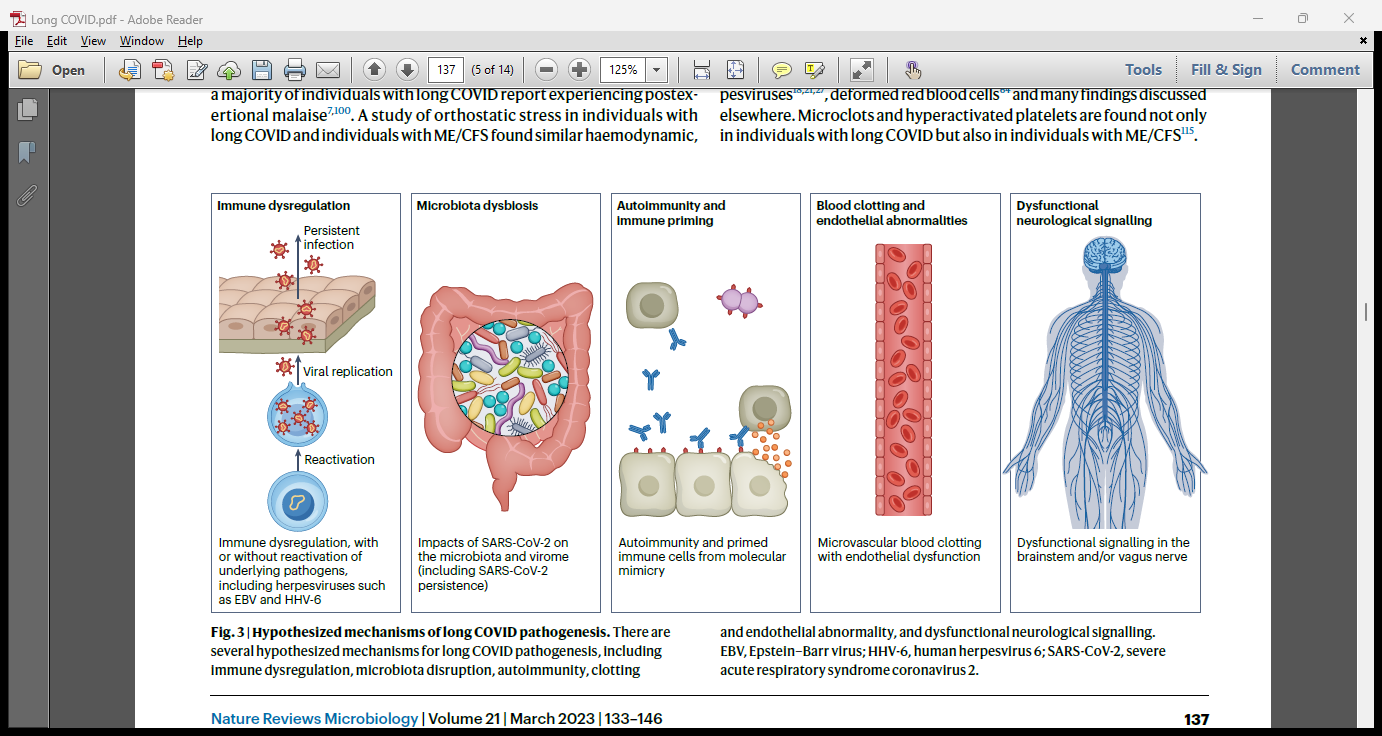 Long COVID.pdf - Adobe Reader
File Edit View Window Help
Open 137 (5 of 14) 125% Tools Fill & Sign Comment
a majority of individuals with long COVID report experiencing postex-
ertional malaise7,100. A study of orthostatic stress in individuals with
long COVID and individuals with ME/CFS found similar haemodynamic,
pesviruses18,21,27, deformed red blood cells64 and many findings discussed
elsewhere. Microclots and hyperactivated platelets are found not only
in individuals with long COVID but also in individuals with ME/CFS115.
Immune dysregulation
Persistent
infection
Viral replication
Reactivation
Immune dysregulation, with
or without reactivation of
underlying pathogens,
including herpesviruses such
as EBV and HHV-6
Microbiota dysbiosis
Impacts of SARS-CoV-2 on
the microbiota and virome
(including SARS-CoV-2
persistence)
Autoimmunity and
immune priming
Autoimmunity and primed
immune cells from molecular
mimicry
Blood clotting and
endothelial abnormalities
Microvascular blood clotting
with endothelial dysfunction
Dysfunctional
neurological signalling
Dysfunctional signalling in the
brainstem and/or vagus nerve
Fig. 3 | Hypothesized mechanisms of long COVID pathogenesis. There are
several hypothesized mechanisms for long COVID pathogenesis, including
immune dysregulation, microbiota disruption, autoimmunity, clotting
and endothelial abnormality, and dysfunctional neurological signalling.
EBV, Epstein–Barr virus; HHV-6, human herpesvirus 6; SARS-CoV-2, severe
acute respiratory syndrome coronavirus 2.
Nature Reviews Microbiology | Volume 21 | March 2023 | 133–146
137